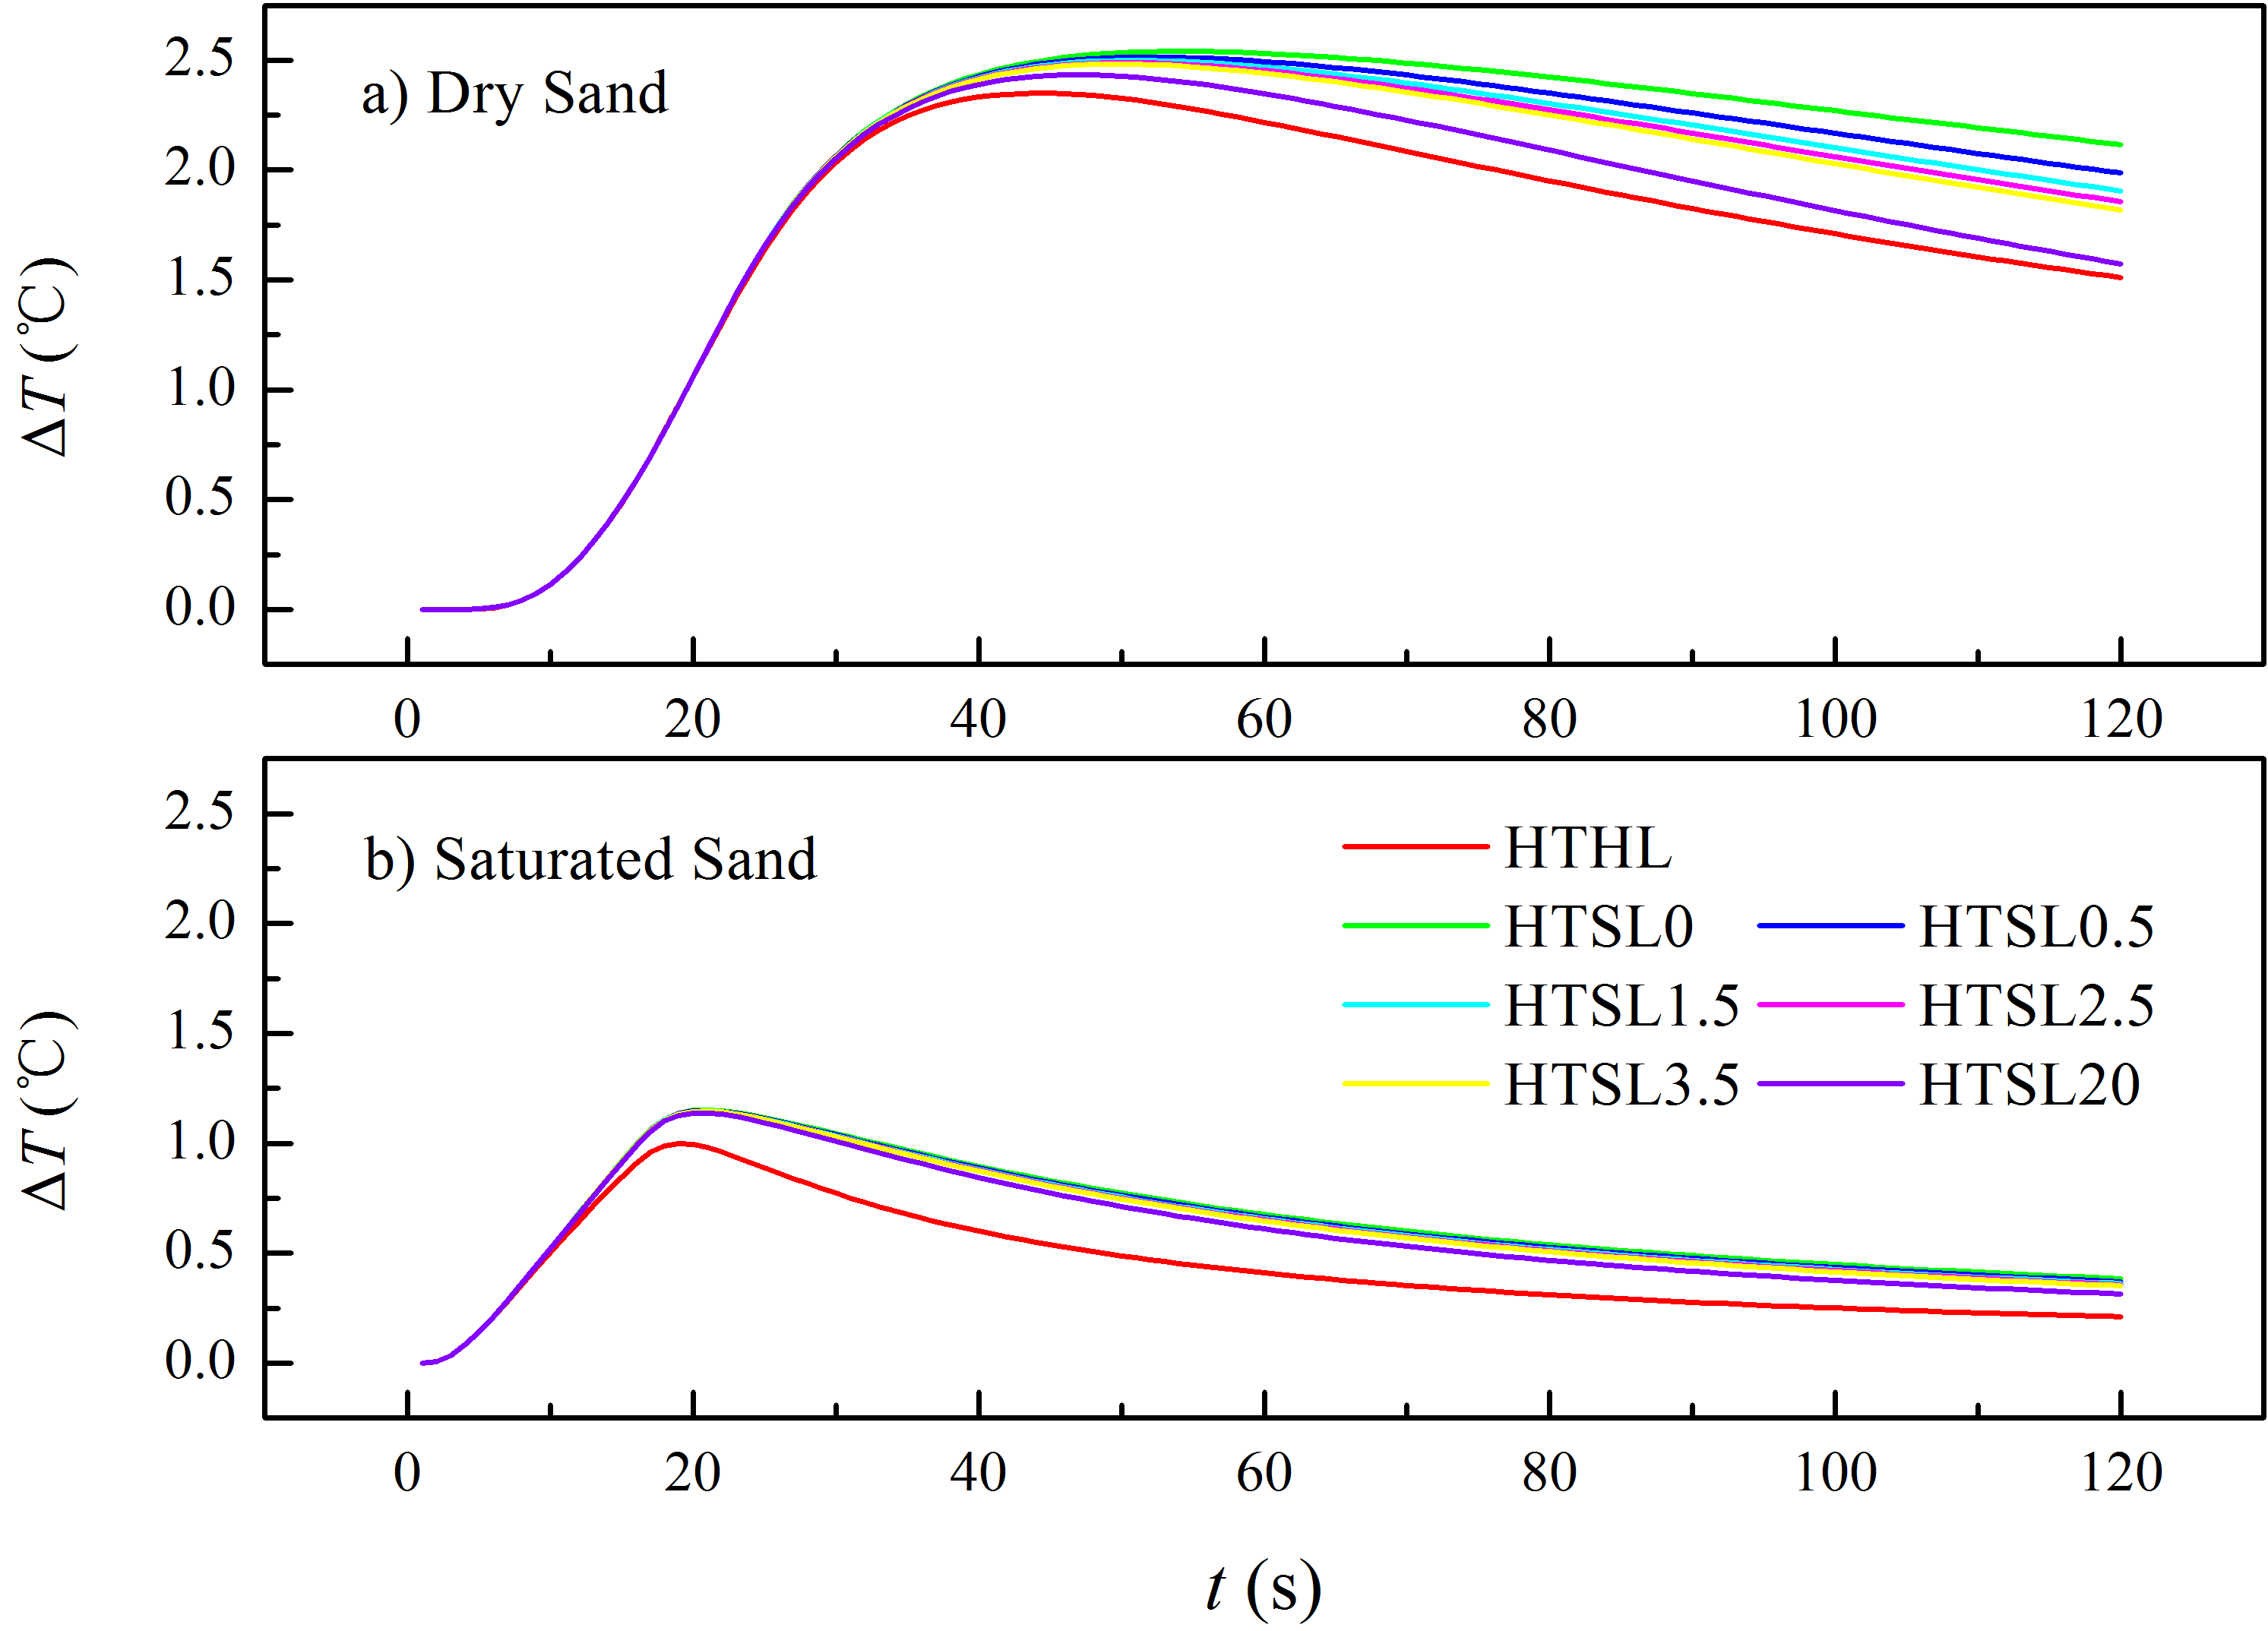 a) Dry Sand
2.5
2.0
1.5
1.0
0.5
0.0
ΔT (℃)
0 20 40 60 80 100 120
b) Saturated Sand
2.5
2.0
1.5
1.0
0.5
0.0
ΔT (℃)
HTHL
HTSL0 HTSL0.5
HTSL1.5 HTSL2.5
HTSL3.5 HTSL20
0 20 40 60 80 100 120
t (s)